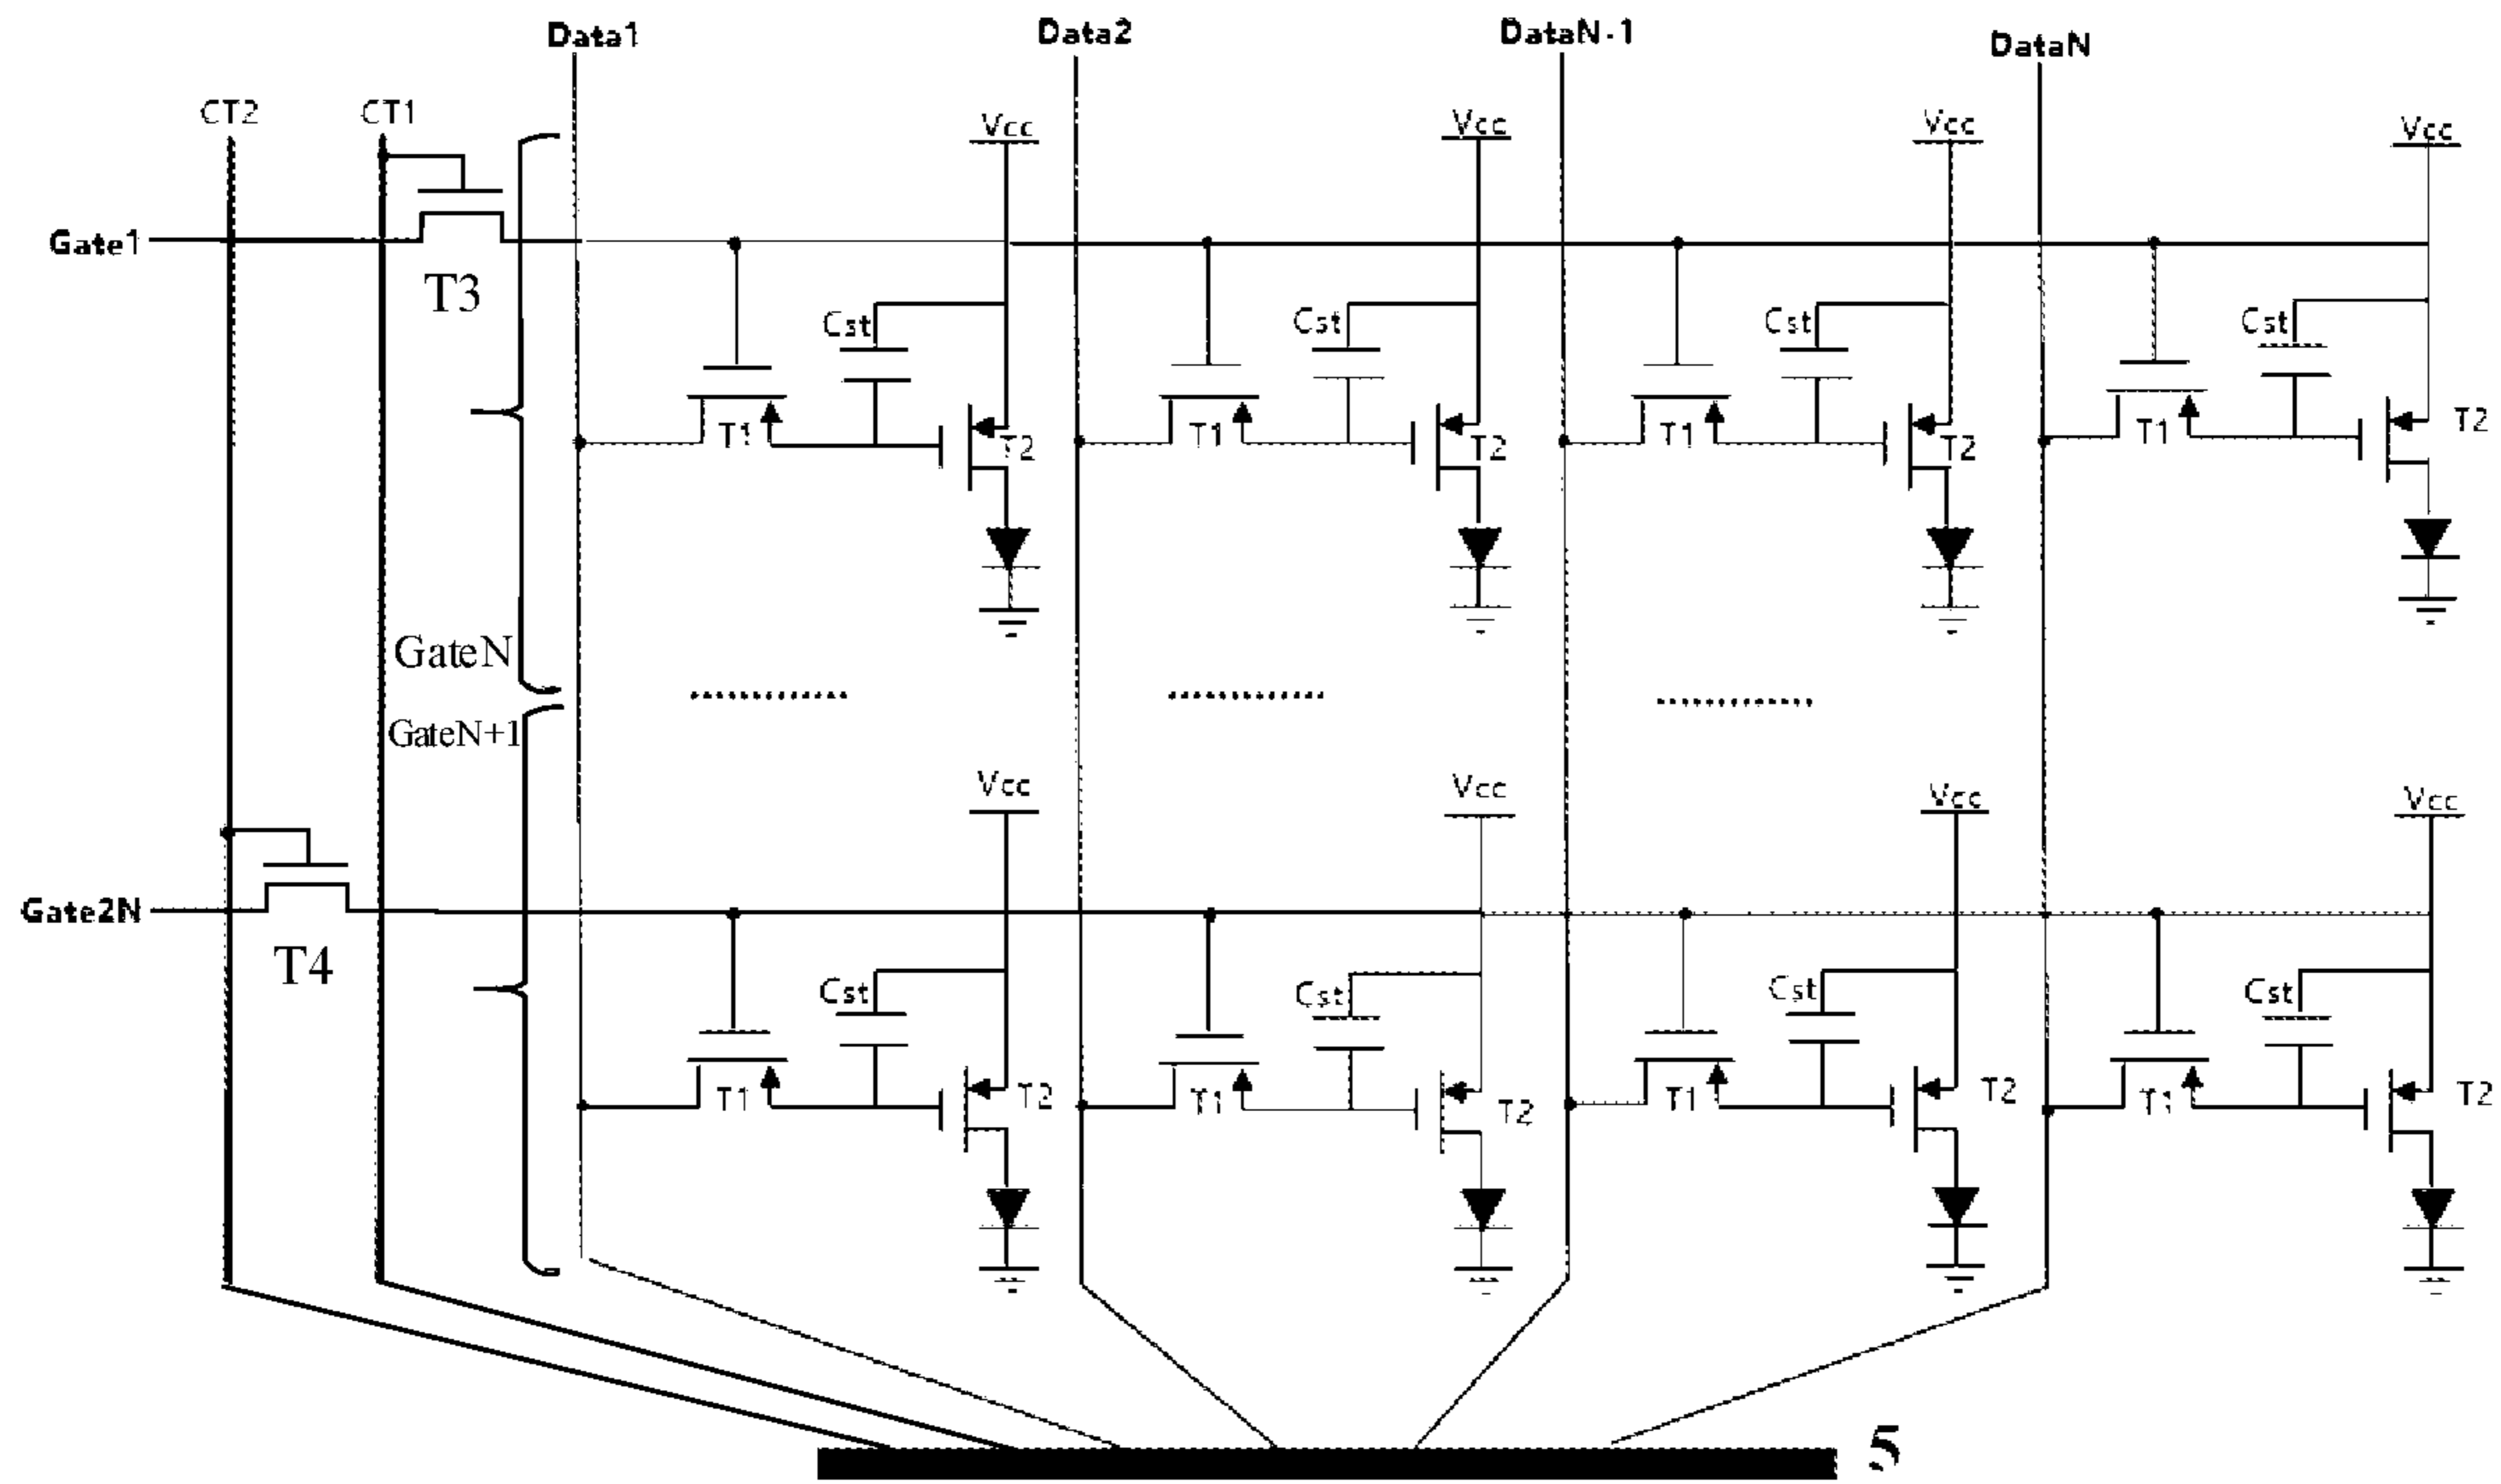 Data1 Data2 DataN-1 DataN
CT2 CT1 Vcc Vcc Vcc Vcc
Gate1
T3
Cst Cst Cst Cst
T1 T2 T1 T2 T1 T2 T1 T2
GateN
GateN+1
Vcc Vcc Vcc Vcc
Gate2N
T4
Cst Cst Cst Cst
T1 T2 T1 T2 T1 T2 T1 T2
5